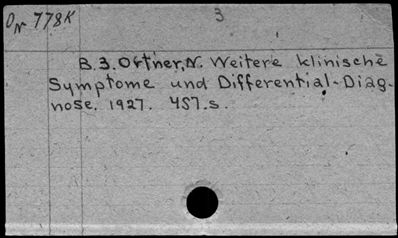 3
ON 778K
B.3. Ortner, N. Weitere klinische
Symptome und Differential-Diag-
nose. 1927. 457.s.